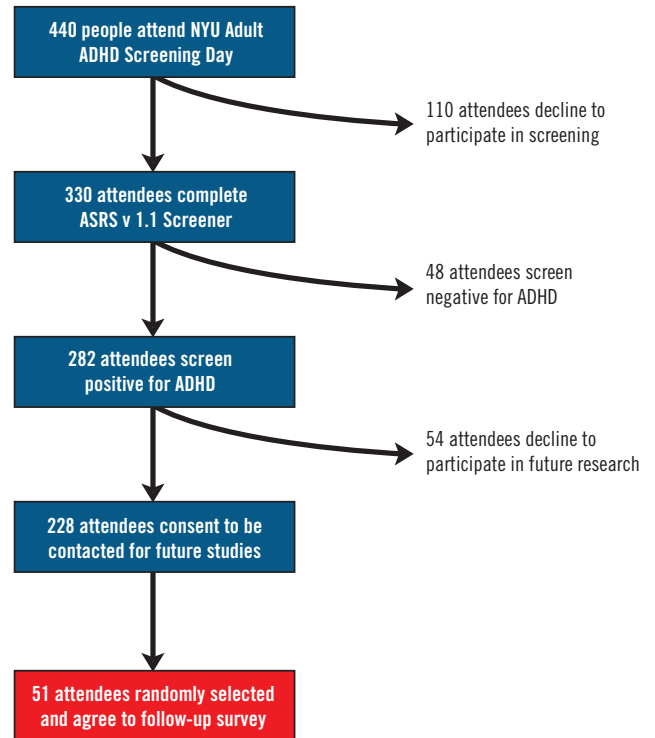 440 people attend NYU Adult
ADHD Screening Day
110 attendees decline to
participate in screening
330 attendees complete
ASRS v 1.1 Screener
48 attendees screen
negative for ADHD
282 attendees screen
positive for ADHD
54 attendees decline to
participate in future research
228 attendees consent to be
contacted for future studies
51 attendees randomly selected
and agree to follow-up survey